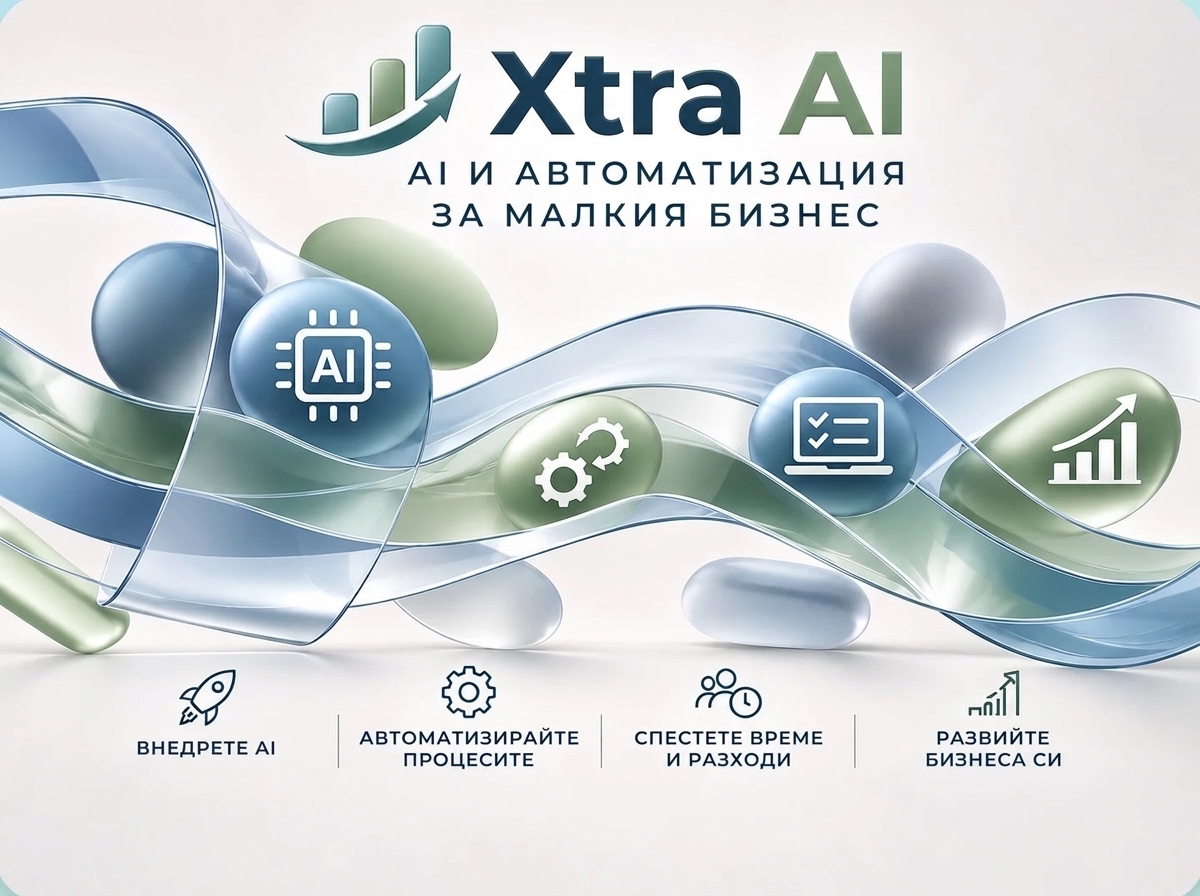 Xtra AI
AI И АВТОМАТИЗАЦИЯ
ЗА МАЛКИЯ БИЗНЕС
AI
ВНЕДРЕТЕ AI
АВТОМАТИЗИРАЙТЕ
ПРОЦЕСИТЕ
СПЕСТЕТЕ ВРЕМЕ
И РАЗХОДИ
РАЗВИЙТЕ
БИЗНЕСА СИ